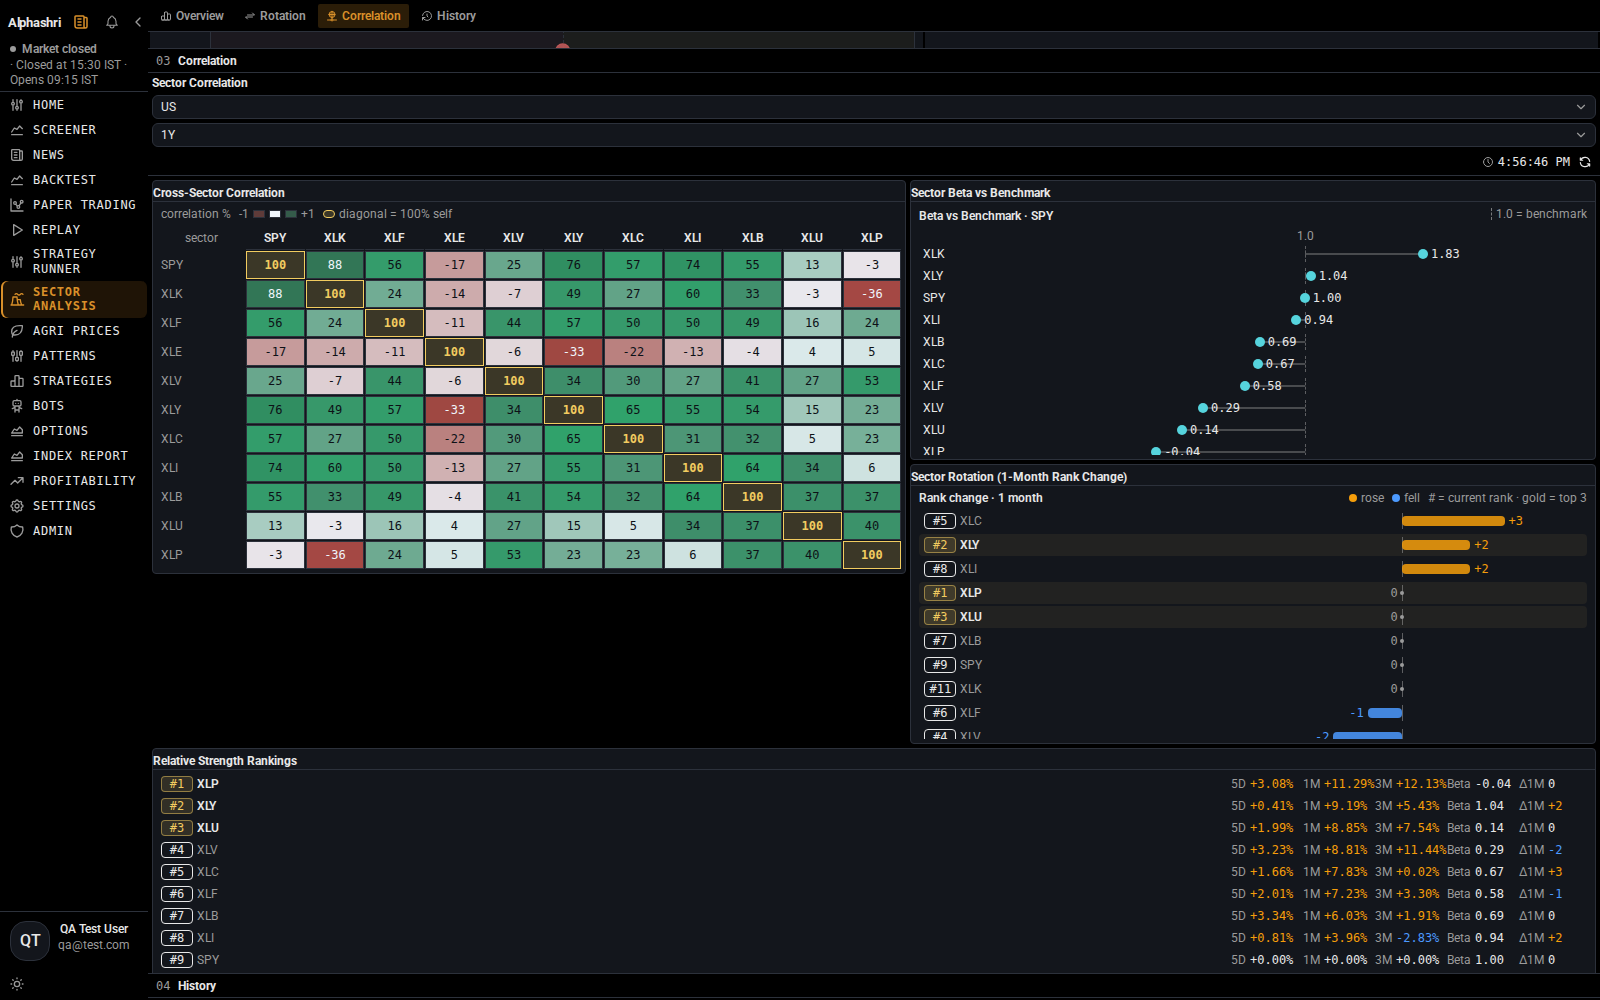 Alphashri
Market closed
· Closed at 15:30 IST ·
Opens 09:15 IST
HOME
SCREENER
NEWS
BACKTEST
PAPER TRADING
REPLAY
STRATEGY
RUNNER
SECTOR
ANALYSIS
AGRI PRICES
PATTERNS
STRATEGIES
BOTS
OPTIONS
INDEX REPORT
PROFITABILITY
SETTINGS
ADMIN
QT QA Test User
qa@test.com
Overview Rotation Correlation History
03 Correlation
Sector Correlation
US
1Y
4:56:46 PM
Cross-Sector Correlation
correlation % -1 +1 diagonal = 100% self
sector SPY XLK XLF XLE XLV XLY XLC XLI XLB XLU XLP
SPY 100 88 56 -17 25 76 57 74 55 13 -3
XLK 88 100 24 -14 -7 49 27 60 33 -3 -36
XLF 56 24 100 -11 44 57 50 50 49 16 24
XLE -17 -14 -11 100 -6 -33 -22 -13 -4 4 5
XLV 25 -7 44 -6 100 34 30 27 41 27 53
XLY 76 49 57 -33 34 100 65 55 54 15 23
XLC 57 27 50 -22 30 65 100 31 32 5 23
XLI 74 60 50 -13 27 55 31 100 64 34 6
XLB 55 33 49 -4 41 54 32 64 100 37 37
XLU 13 -3 16 4 27 15 5 34 37 100 40
XLP -3 -36 24 5 53 23 23 6 37 40 100
Sector Beta vs Benchmark
Beta vs Benchmark · SPY 1.0 = benchmark
1.0
XLK 1.83
XLY 1.04
SPY 1.00
XLI 0.94
XLB 0.69
XLC 0.67
XLF 0.58
XLV 0.29
XLU 0.14
XLP -0.04
Sector Rotation (1-Month Rank Change)
Rank change · 1 month rose fell # = current rank · gold = top 3
#5 XLC +3
#2 XLY +2
#8 XLI +2
#1 XLP 0
#3 XLU 0
#7 XLB 0
#9 SPY 0
#11 XLK 0
#6 XLF -1
#4 XLV -2
Relative Strength Rankings
#1 XLP 5D +3.08% 1M +11.29% 3M +12.13% Beta -0.04 Δ1M 0
#2 XLY 5D +0.41% 1M +9.19% 3M +5.43% Beta 1.04 Δ1M +2
#3 XLU 5D +1.99% 1M +8.85% 3M +7.54% Beta 0.14 Δ1M 0
#4 XLV 5D +3.23% 1M +8.81% 3M +11.44% Beta 0.29 Δ1M -2
#5 XLC 5D +1.66% 1M +7.83% 3M +0.02% Beta 0.67 Δ1M +3
#6 XLF 5D +2.01% 1M +7.23% 3M +3.30% Beta 0.58 Δ1M -1
#7 XLB 5D +3.34% 1M +6.03% 3M +1.91% Beta 0.69 Δ1M 0
#8 XLI 5D +0.81% 1M +3.96% 3M -2.83% Beta 0.94 Δ1M +2
#9 SPY 5D +0.00% 1M +0.00% 3M +0.00% Beta 1.00 Δ1M 0
04 History